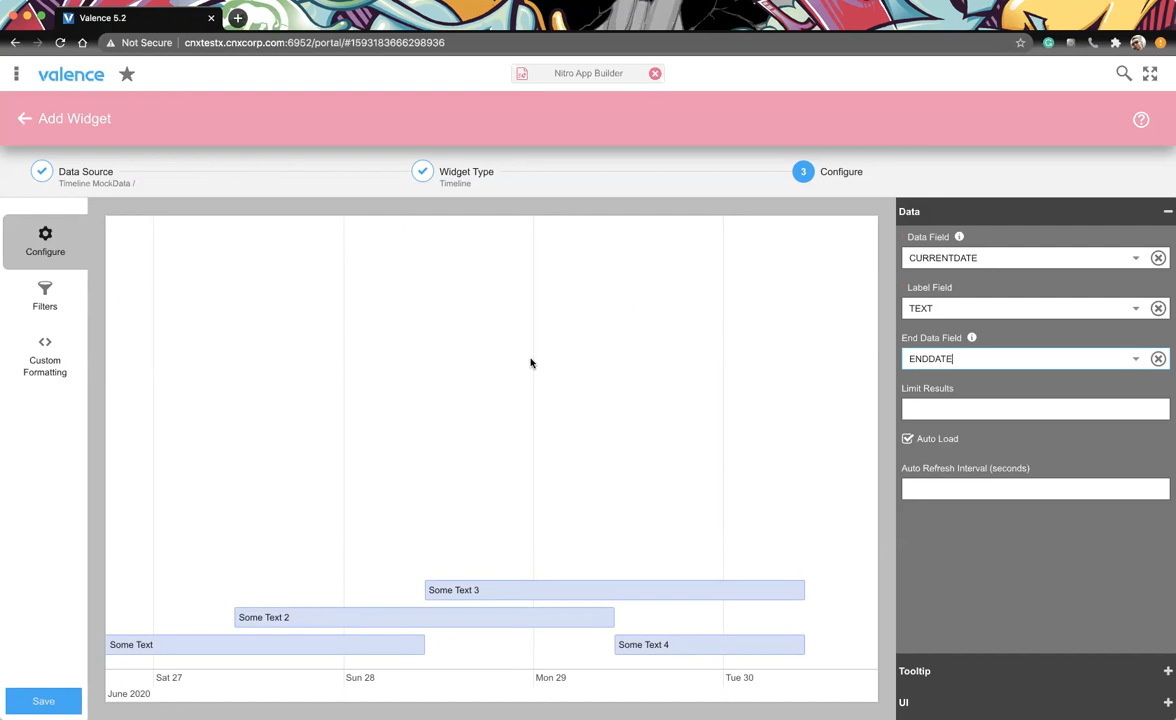 Valence 5.2
Not Secure
cnxtestx.cnxcorp.com:6952/portal/#1593183666298936
valence
Nitro App Builder
Add Widget
Data Source
Timeline MockData /
Widget Type
Timeline
3
Configure
Configure
Filters
Custom
Formatting
Save
Some Text 3
Some Text 2
Some Text
Some Text 4
Sat 27
Sun 28
Mon 29
Tue 30
June 2020
Data
* Data Field
CURRENTDATE
* Label Field
TEXT
End Data Field
ENDDATE
Limit Results
Auto Load
Auto Refresh Interval (seconds)
Tooltip
UI